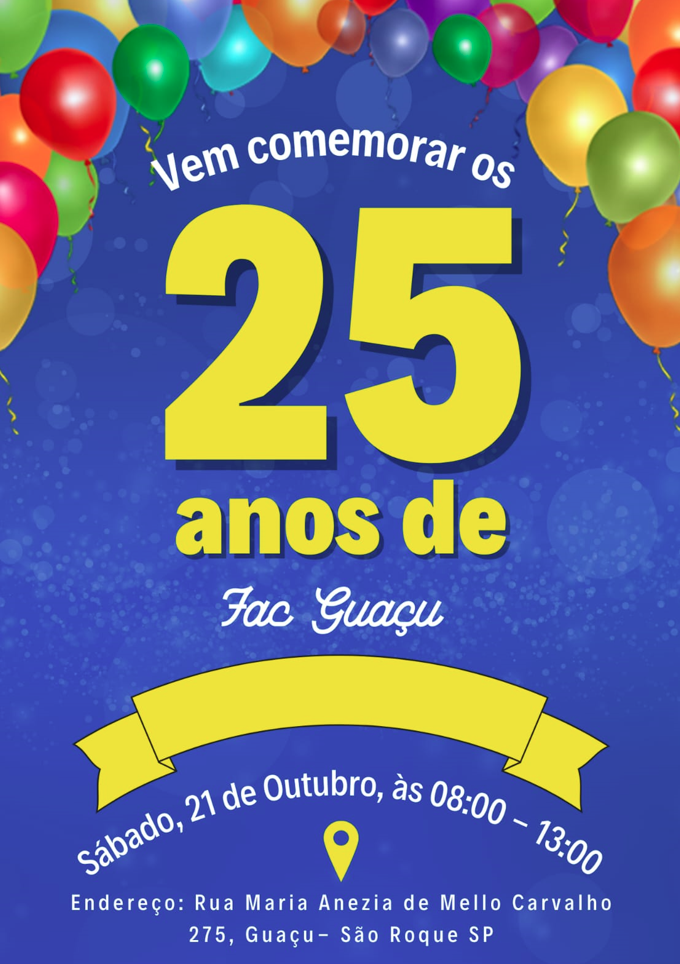 Vem comemorar os
25
anos de
Fac Guaçu
Sábado, 21 de Outubro, às 08:00 – 13:00
Endereço: Rua Maria Anezia de Mello Carvalho
275, Guaçu– São Roque SP